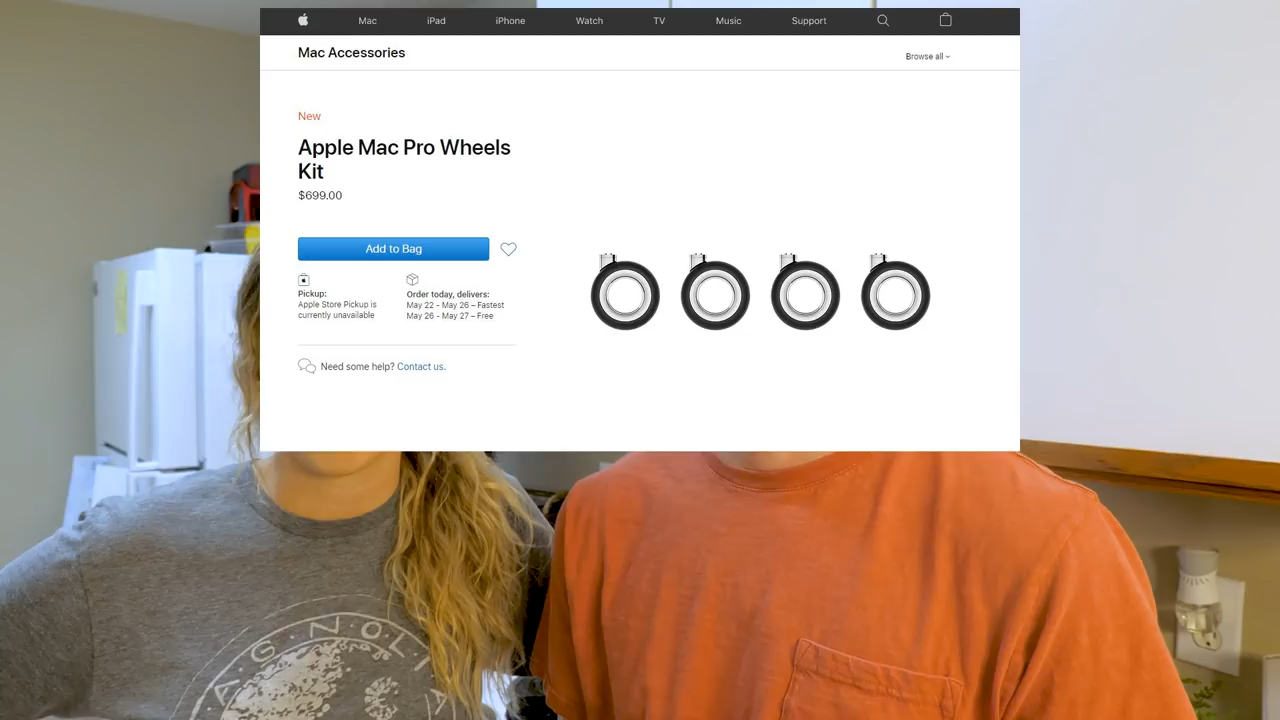 Mac iPad iPhone Watch TV Music Support
Mac Accessories
Browse all
New
Apple Mac Pro Wheels
Kit
$699.00
Add to Bag
Pickup:
Apple Store Pickup is
currently unavailable
Order today, delivers:
May 22 - May 26 – Fastest
May 26 - May 27 – Free
Need some help? Contact us.